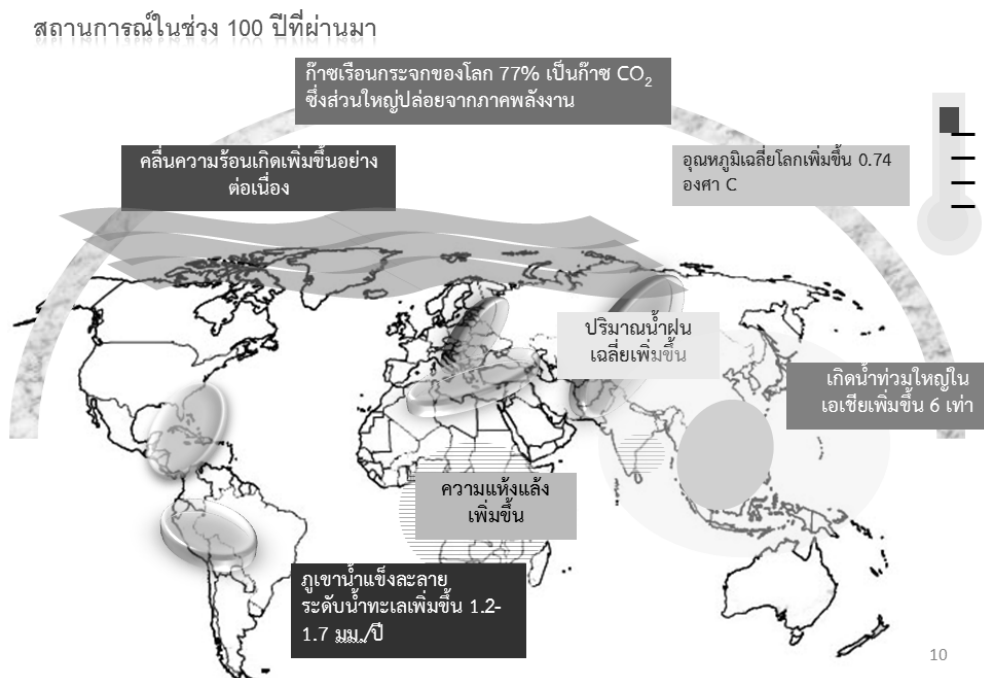 สถานการณ์ในช่วง 100 ปีที่ผ่านมา
ก๊าซเรือนกระจกของโลก 77% เป็นก๊าซ CO₂
ซึ่งส่วนใหญ่ปล่อยจากภาคพลังงาน
คลื่นความร้อนเกิดเพิ่มขึ้นอย่าง
ต่อเนื่อง
อุณหภูมิเฉลี่ยโลกเพิ่มขึ้น 0.74
องศา C
ปริมาณน้ำฝน
เฉลี่ยเพิ่มขึ้น
เกิดน้ำท่วมใหญ่ใน
เอเชียเพิ่มขึ้น 6 เท่า
ความแห้งแล้ง
เพิ่มขึ้น
ภูเขาน้ำแข็งละลาย
ระดับน้ำทะเลเพิ่มขึ้น 1.2-
1.7 มม./ปี
10